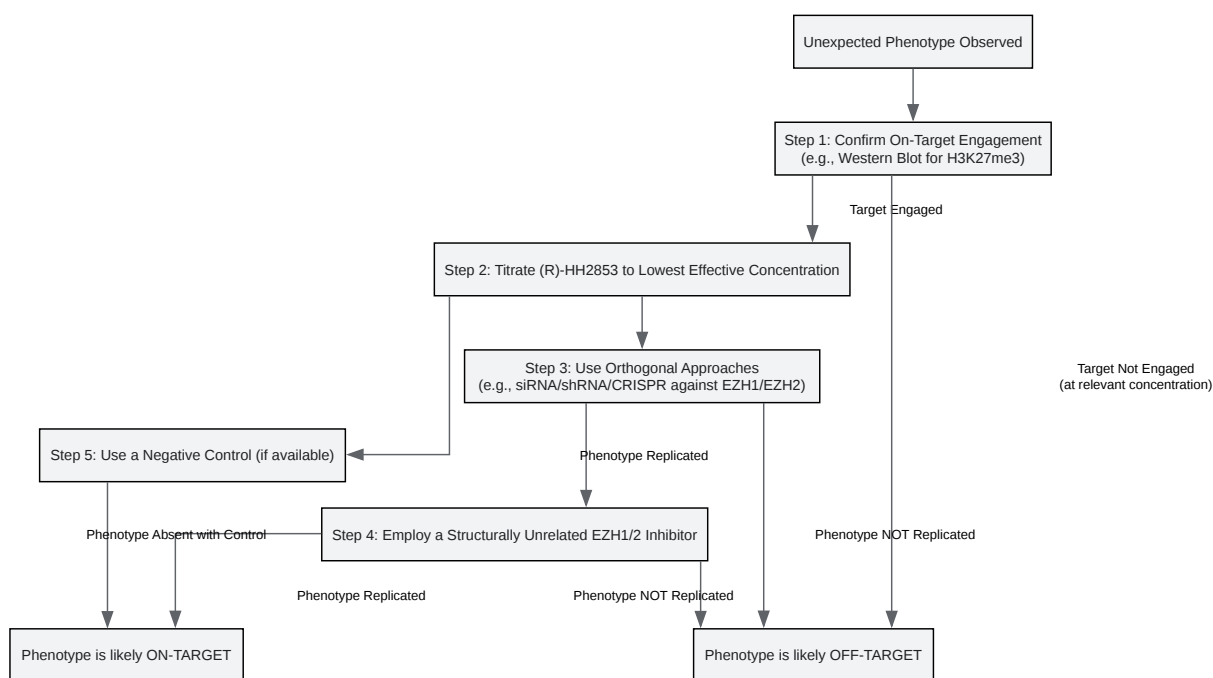 Unexpected Phenotype Observed
Step 1: Confirm On-Target Engagement
(e.g., Western Blot for H3K27me3)
Target Engaged
Step 2: Titrate (R)-HH2853 to Lowest Effective Concentration
Step 3: Use Orthogonal Approaches
(e.g., siRNA/shRNA/CRISPR against EZH1/EZH2)
Target Not Engaged
(at relevant concentration)
Step 5: Use a Negative Control (if available)
Phenotype Replicated
Phenotype Absent with Control
Step 4: Employ a Structurally Unrelated EZH1/2 Inhibitor
Phenotype NOT Replicated
Phenotype Replicated
Phenotype NOT Replicated
Phenotype is likely ON-TARGET
Phenotype is likely OFF-TARGET